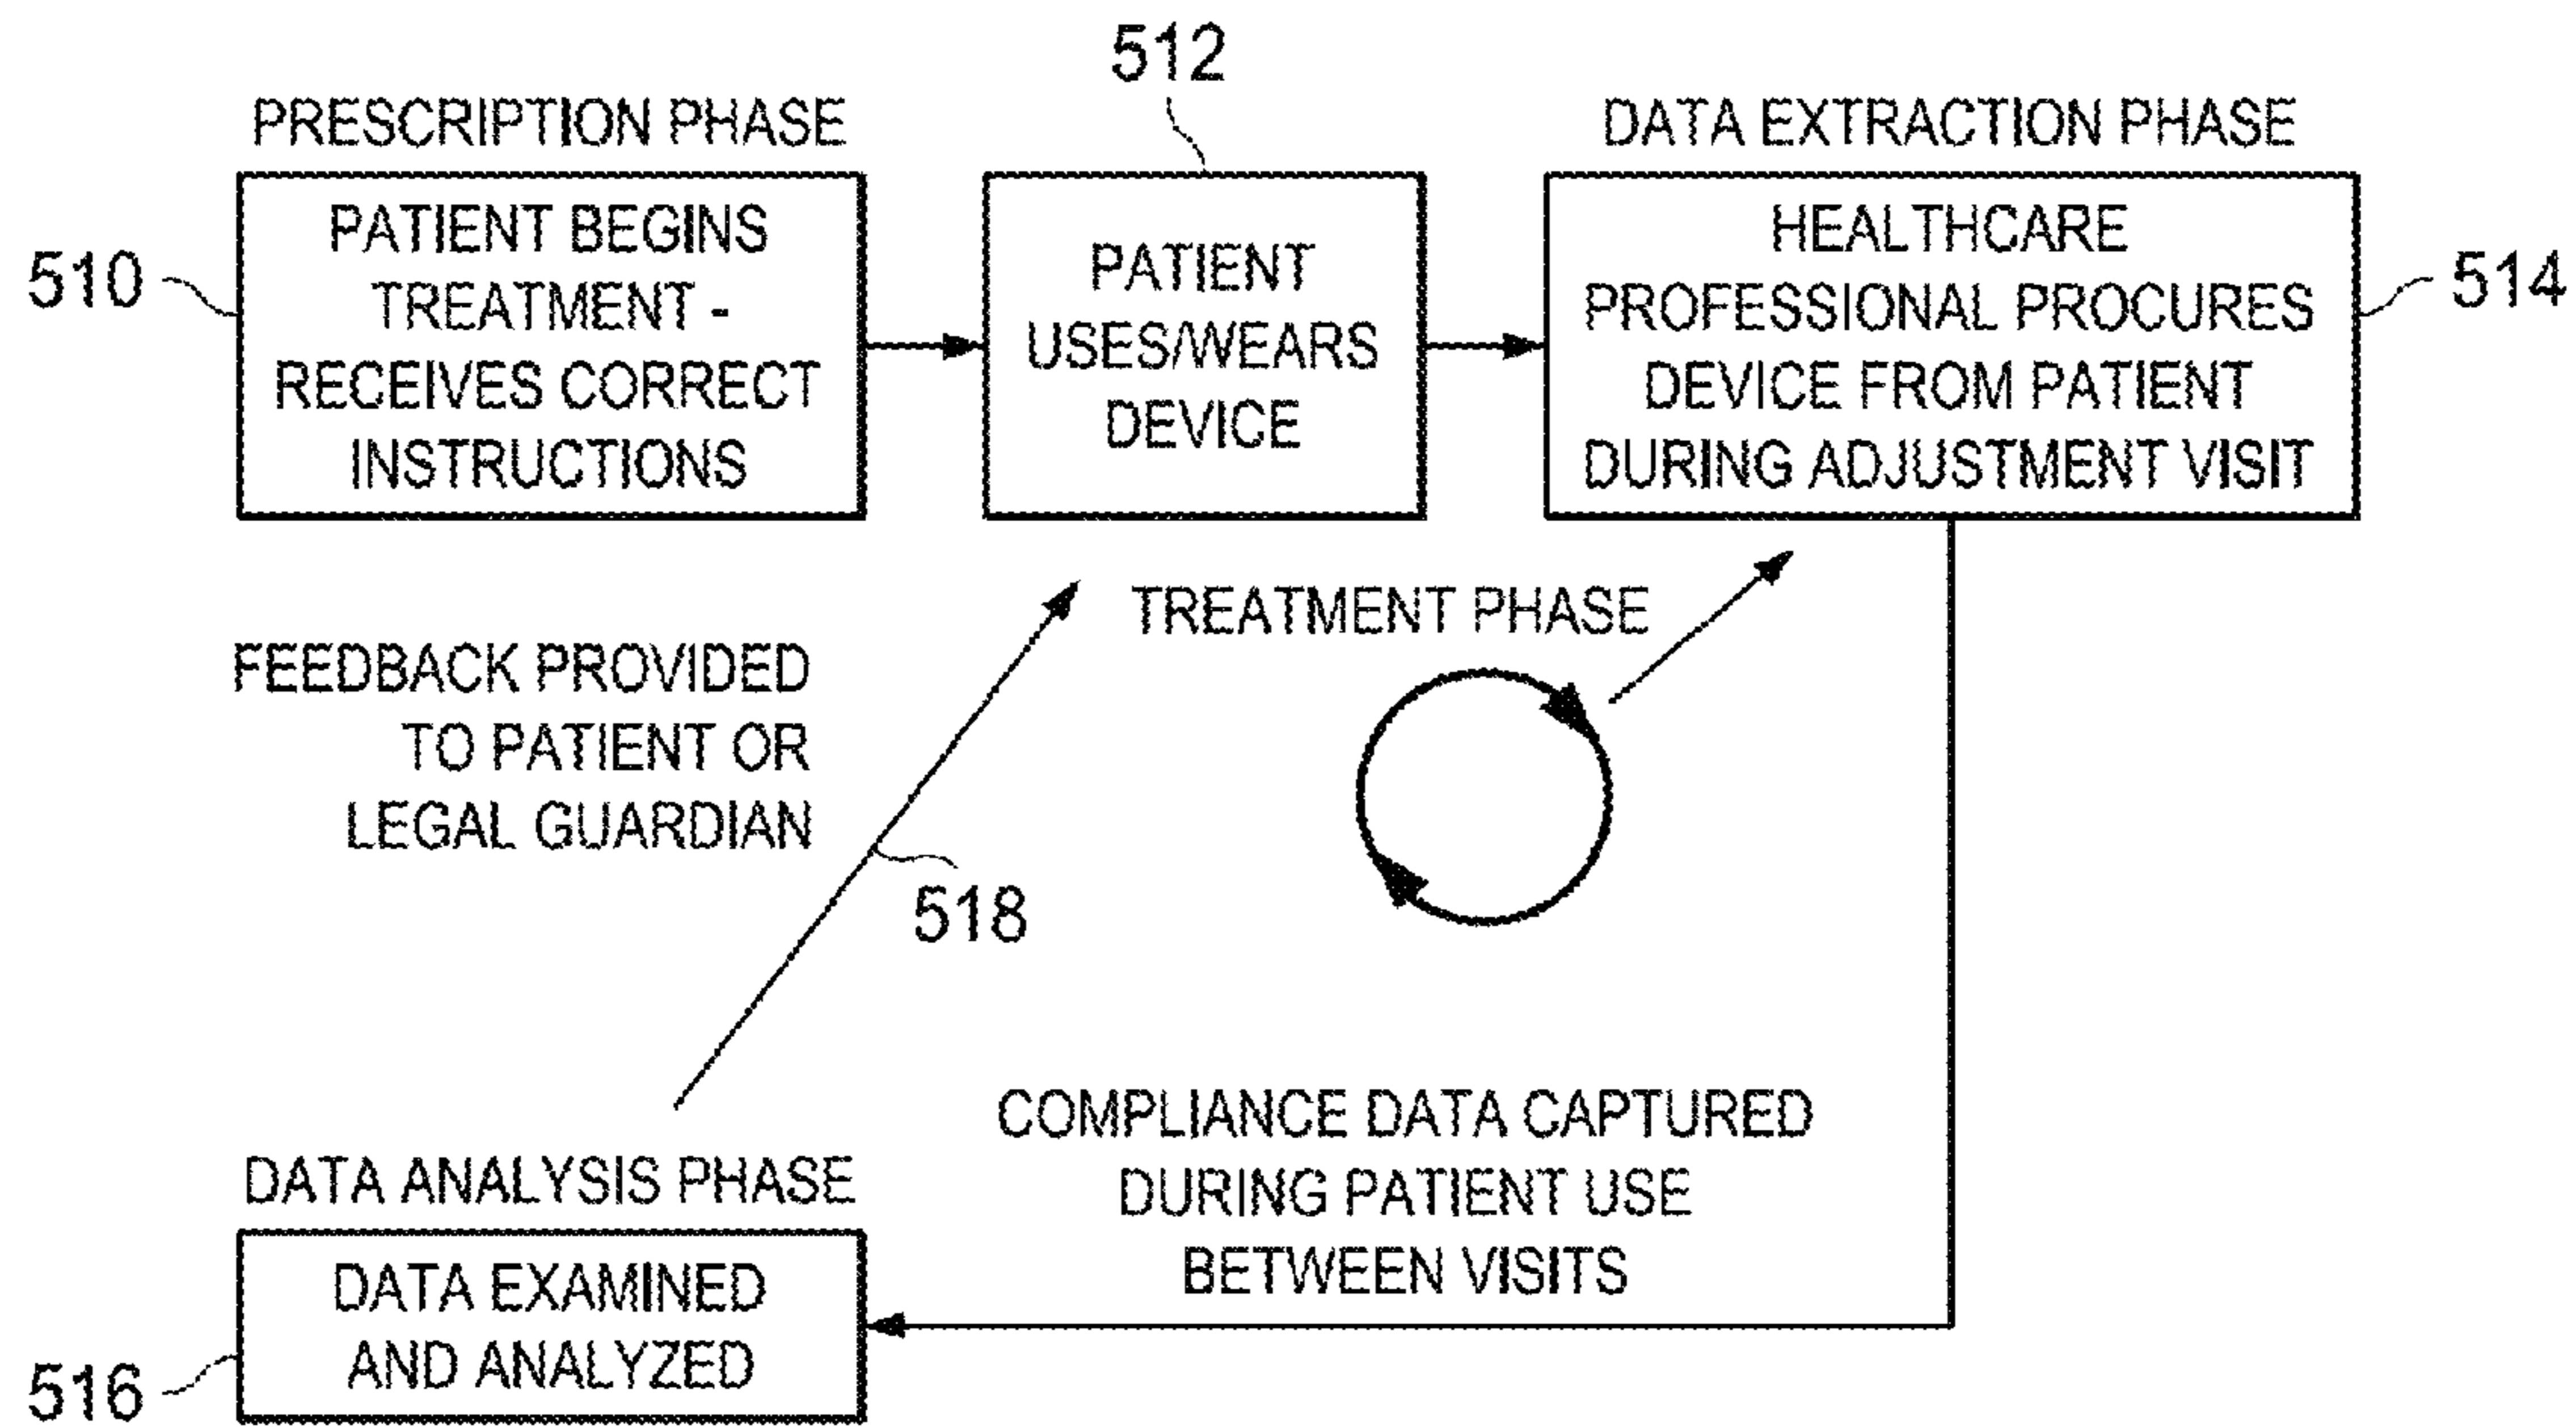 512
PRESCRIPTION PHASE
DATA EXTRACTION PHASE
510
PATIENT BEGINS
TREATMENT -
RECEIVES CORRECT
INSTRUCTIONS
PATIENT
USES/WEARS
DEVICE
HEALTHCARE
PROFESSIONAL PROCURES
DEVICE FROM PATIENT
DURING ADJUSTMENT VISIT
514
TREATMENT PHASE
FEEDBACK PROVIDED
TO PATIENT OR
LEGAL GUARDIAN
518
COMPLIANCE DATA CAPTURED
DURING PATIENT USE
BETWEEN VISITS
DATA ANALYSIS PHASE
DATA EXAMINED
AND ANALYZED
516